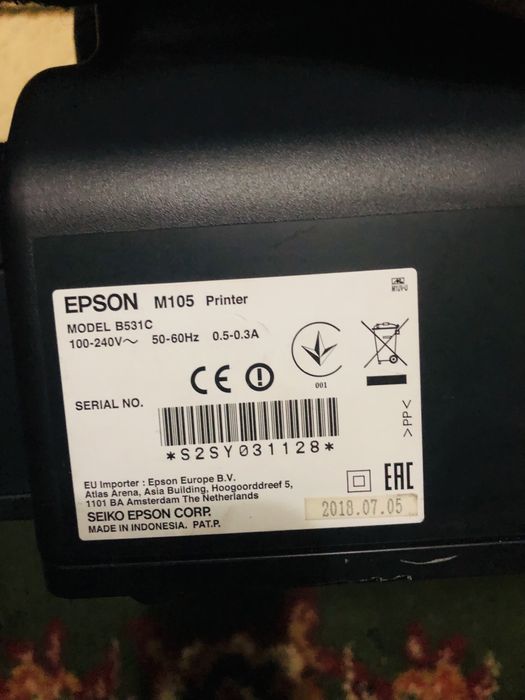 EPSON M105 Printer
MODEL B531C
100-240V～ 50-60Hz 0.5-0.3A
001
CE
SERIAL NO.
>PP<
*S2SY031128*
EU Importer : Epson Europe B.V.
Atlas Arena, Asia Building, Hoogoorddreef 5,
1101 BA Amsterdam The Netherlands
SEIKO EPSON CORP.
MADE IN INDONESIA. PAT.P.
EAC
2018.07.05